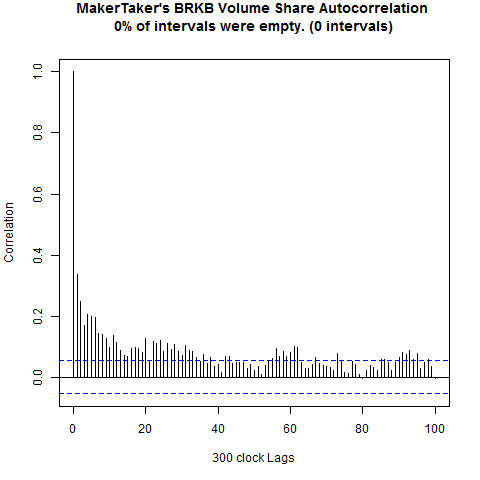 MakerTaker's BRKB Volume Share Autocorrelation
0% of intervals were empty. (0 intervals)
1.0
0.8
0.6
0.4
0.2
0.0
Correlation
0 20 40 60 80 100
300 clock Lags